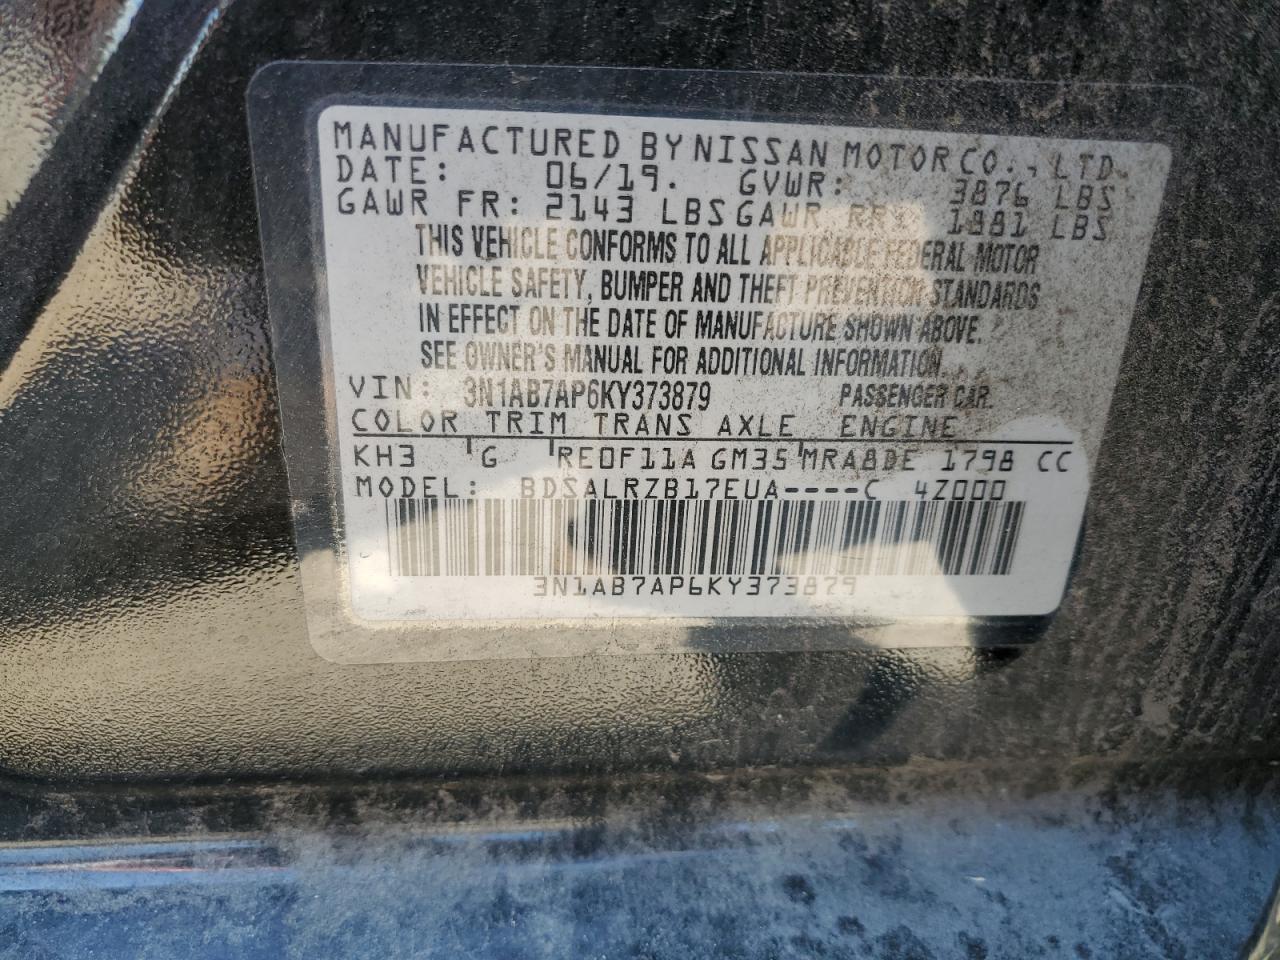 MANUFACTURED BY NISSAN MOTOR CO., LTD.
DATE: 06/19. GVWR: 3876 LBS
GAWR FR: 2143 LBS GAWR RR: 1881 LBS
THIS VEHICLE CONFORMS TO ALL APPLICABLE FEDERAL MOTOR
VEHICLE SAFETY, BUMPER AND THEFT PREVENTION STANDARDS
IN EFFECT ON THE DATE OF MANUFACTURE SHOWN ABOVE.
SEE OWNER'S MANUAL FOR ADDITIONAL INFORMATION.
VIN: 3N1AB7AP6KY373879 PASSENGER CAR.
COLOR TRIM TRANS AXLE ENGINE
KH3 G RE0F11A GM35 MRA8DE 1798 CC
MODEL: BDSALRZB17EUA----C 4Z000
3N1AB7AP6KY373879